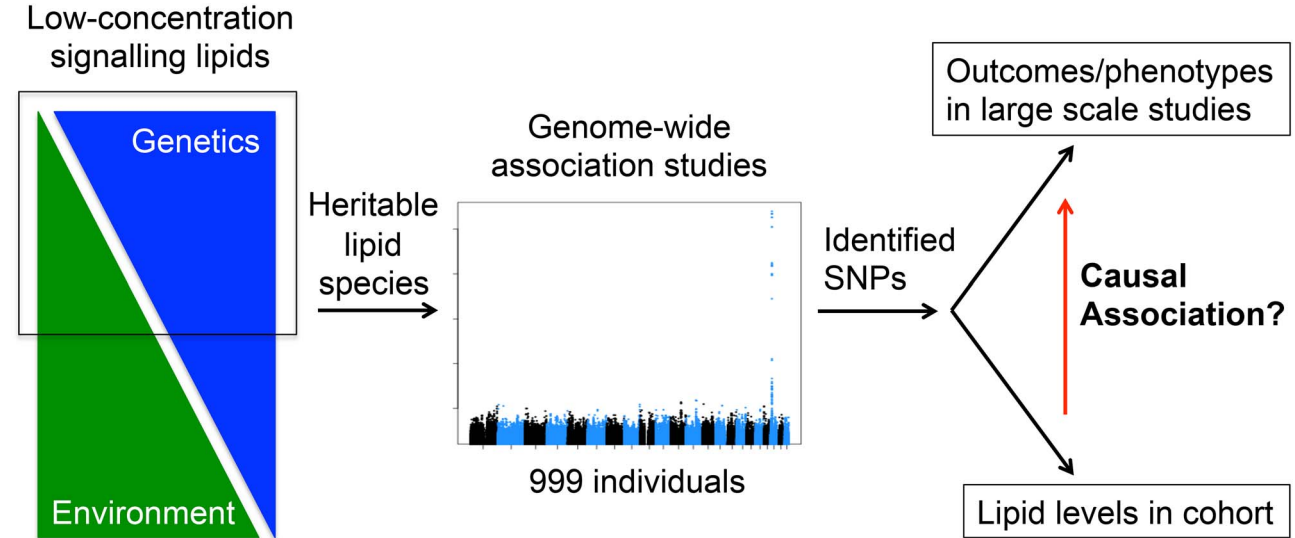 Low-concentration
signalling lipids
Genetics
Environment
Heritable
lipid
species
Genome-wide
association studies
999 individuals
Identified
SNPs
Outcomes/phenotypes
in large scale studies
Causal
Association?
Lipid levels in cohort